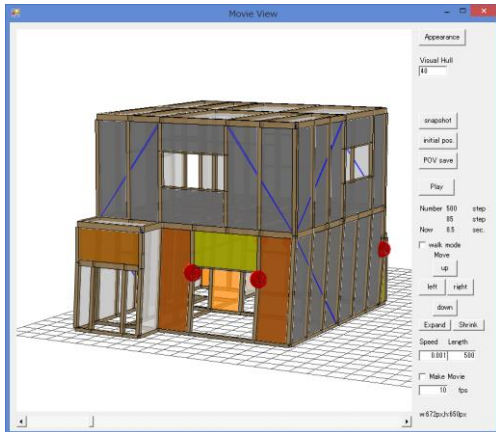 Movie View
Appearance
Visual Hull
40
snapshot
initial pos.
POV save
Play
Number 500 step
85 step
Now 8.5 sec.
walk mode
Move
up
left right
down
Expand Shrink
Speed Length
0.001 500
Make Movie
10 fps
w:672px,h:650px